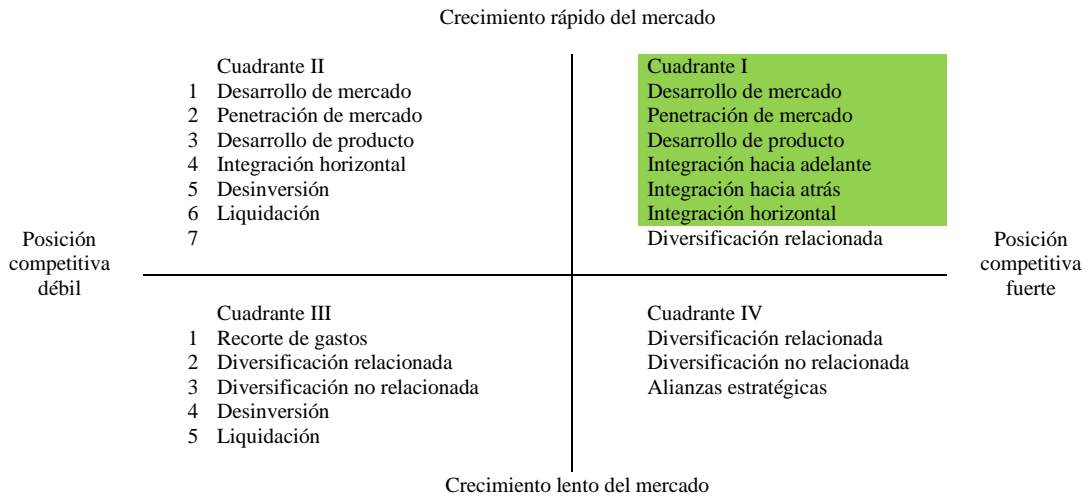 Crecimiento rápido del mercado
Cuadrante II
1 Desarrollo de mercado
2 Penetración de mercado
3 Desarrollo de producto
4 Integración horizontal
5 Desinversión
6 Liquidación
7
Cuadrante I
Desarrollo de mercado
Penetración de mercado
Desarrollo de producto
Integración hacia adelante
Integración hacia atrás
Integración horizontal
Diversificación relacionada
Posición
competitiva
débil
Posición
competitiva
fuerte
Cuadrante III
1 Recorte de gastos
2 Diversificación relacionada
3 Diversificación no relacionada
4 Desinversión
5 Liquidación
Cuadrante IV
Diversificación relacionada
Diversificación no relacionada
Alianzas estratégicas
Crecimiento lento del mercado